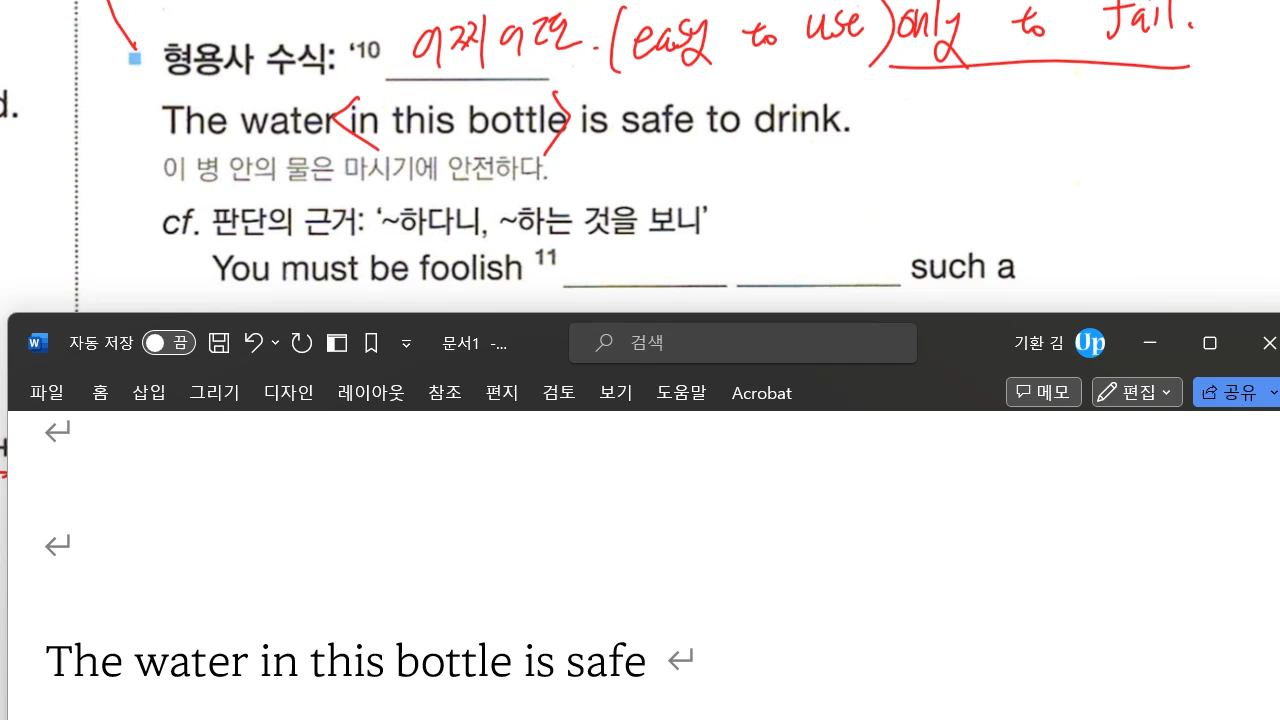 형용사 수식: ‘10 어찌어건. (easy to use) only to fail.
d. The water <in this bottle> is safe to drink.
이 병 안의 물은 마시기에 안전하다.
cf. 판단의 근거: ‘~하다니, ~하는 것을 보니’
You must be foolish 11 such a
자동 저장 끔 문서1 -... 검색 기환 김 Up
파일 홈 삽입 그리기 디자인 레이아웃 참조 편지 검토 보기 도움말 Acrobat 메모 편집 공유
The water in this bottle is safe